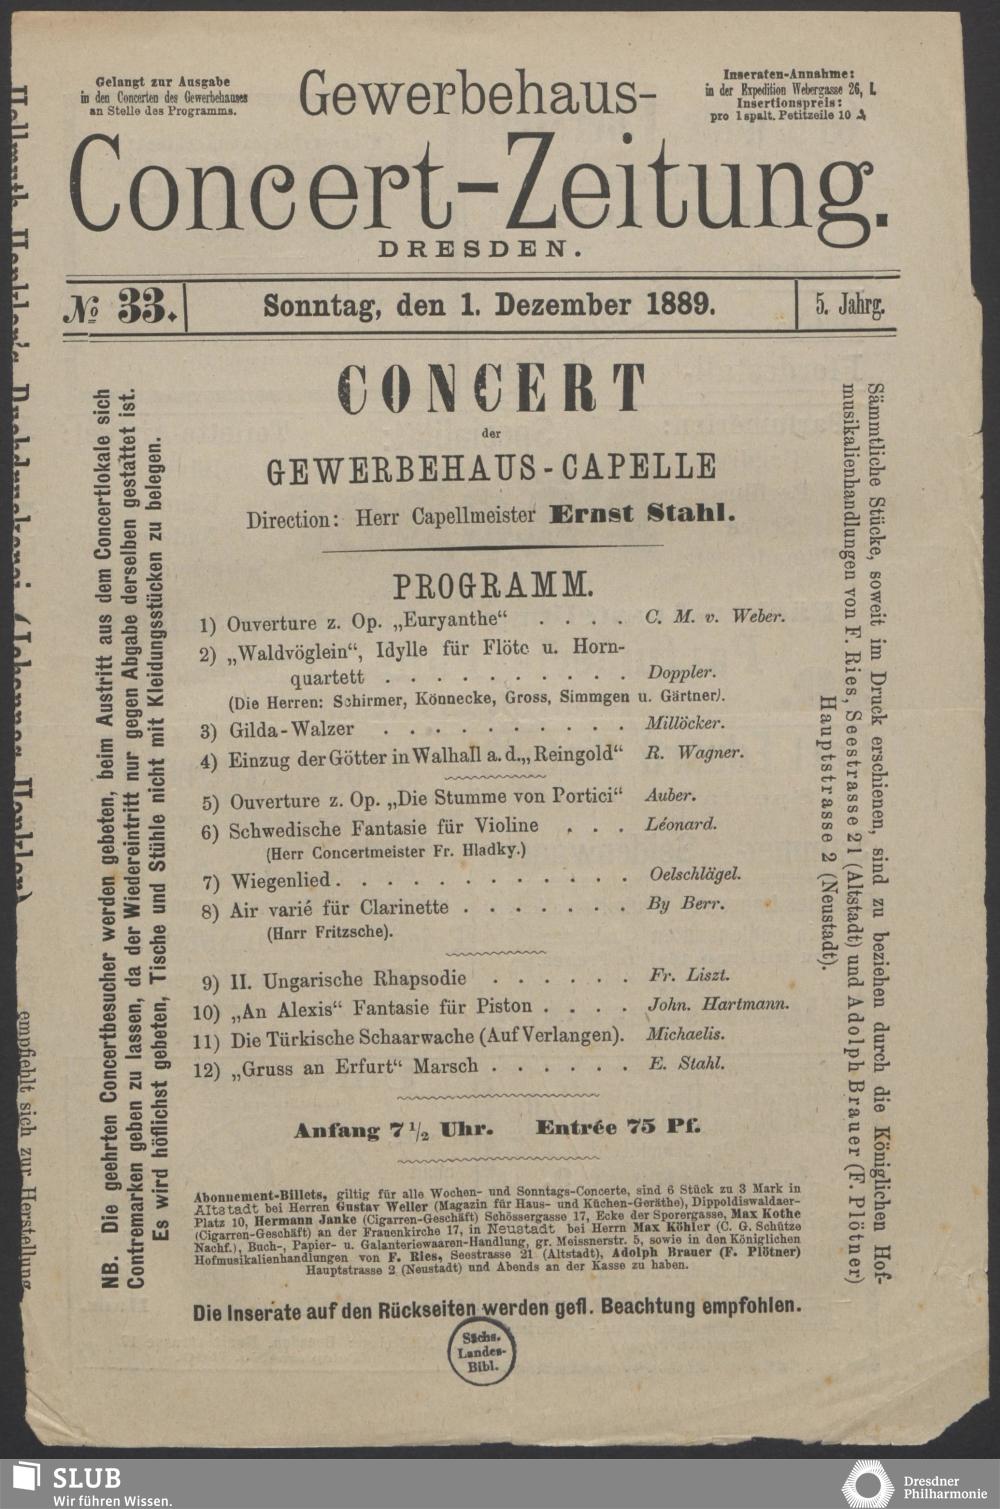 Gelangt zur Ausgabe
in den Concerten des Gewerbehauses
an Stelle des Programms.
Gewerbehaus-
Inseraten-Annahme:
in der Expedition Webergasse 26, I.
Insertionspreis:
pro 1 spalt. Petitzeile 10 ₰
Concert-Zeitung.
DRESDEN.
№ 33.
Sonntag, den 1. Dezember 1889.
5. Jahrg.
CONCERT
der
GEWERBEHAUS-CAPELLE
Direction: Herr Capellmeister Ernst Stahl.
PROGRAMM.
1) Ouverture z. Op. „Euryanthe“ . . . . C. M. v. Weber.
2) „Waldvöglein“, Idylle für Flöte u. Horn-
quartett . . . . . . . . . . Doppler.
(Die Herren: Schirmer, Könnecke, Gross, Simmgen u. Gärtner).
3) Gilda-Walzer . . . . . . . . . . Millöcker.
4) Einzug der Götter in Walhall a. d. „Reingold“ R. Wagner.
5) Ouverture z. Op. „Die Stumme von Portici“ Auber.
6) Schwedische Fantasie für Violine . . . Léonard.
(Herr Concertmeister Fr. Hladky.)
7) Wiegenlied . . . . . . . . . . . . Oelschlägel.
8) Air varié für Clarinette . . . . . . . By Berr.
(Harr Fritzsche).
9) II. Ungarische Rhapsodie . . . . . . Fr. Liszt.
10) „An Alexis“ Fantasie für Piston . . . . John. Hartmann.
11) Die Türkische Schaarwache (Auf Verlangen). Michaelis.
12) „Gruss an Erfurt“ Marsch . . . . . . E. Stahl.
Anfang 7 1/2 Uhr. Entrée 75 Pf.
Abonnement-Billets, giltig für alle Wochen- und Sonntags-Concerte, sind 6 Stück zu 3 Mark in
Altstadt bei Herren Gustav Weller (Magazin für Haus- und Küchen-Geräthe), Dippoldiswaldaer-
Platz 10, Hermann Janke (Cigarren-Geschäft) Schössergasse 17, Ecke der Sporergasse, Max Kothe
(Cigarren-Geschäft) an der Frauenkirche 17, in Neustadt bei Herrn Max Köhler (C. G. Schütze
Nachf.), Buch-, Papier- u. Galanteriewaaren-Handlung, gr. Meissnerstr. 5, sowie in den Königlichen
Hofmusikalienhandlungen von F. Ries, Seestrasse 21 (Altstadt), Adolph Brauer (F. Plötner)
Hauptstrasse 2 (Neustadt) und Abends an der Kasse zu haben.
Die Inserate auf den Rückseiten werden gefl. Beachtung empfohlen.
Sächs.
Landes-
Bibl.
NB. Die geehrten Concertbesucher werden gebeten, beim Austritt aus dem Concertlokale sich
Contremarken geben zu lassen, da der Wiedereintritt nur gegen Abgabe derselben gestattet ist.
Es wird höflichst gebeten, Tische und Stühle nicht mit Kleidungsstücken zu belegen.
Sämmtliche Stücke, soweit im Druck erschienen, sind zu beziehen durch die Königlichen Hof-
musikalienhandlungen von F. Ries, Seestrasse 21 (Altstadt) und Adolph Brauer (F. Plötner)
Hauptstrasse 2 (Neustadt).
empfiehlt sich zur Herstellung
SLUB
Wir führen Wissen.
Dresdner
Philharmonie